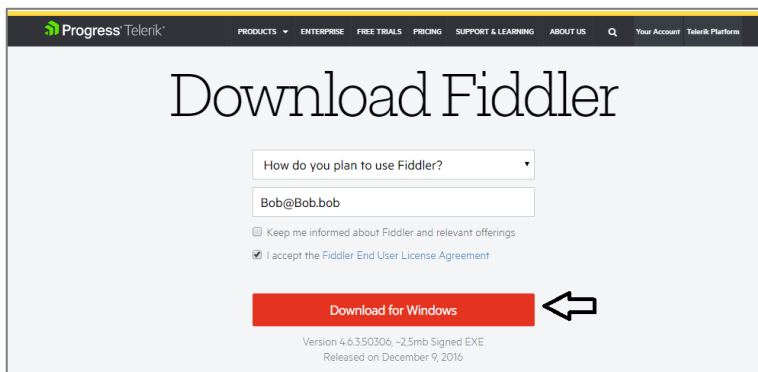 Progress Telerik
PRODUCTS ENTERPRISE FREE TRIALS PRICING SUPPORT & LEARNING ABOUT US Your Account Telerik Platform
Download Fiddler
How do you plan to use Fiddler?
Bob@Bob.bob
Keep me informed about Fiddler and relevant offerings
I accept the Fiddler End User License Agreement
Download for Windows
Version 4.6.3.50306, ~2,5mb Signed EXE
Released on December 9, 2016